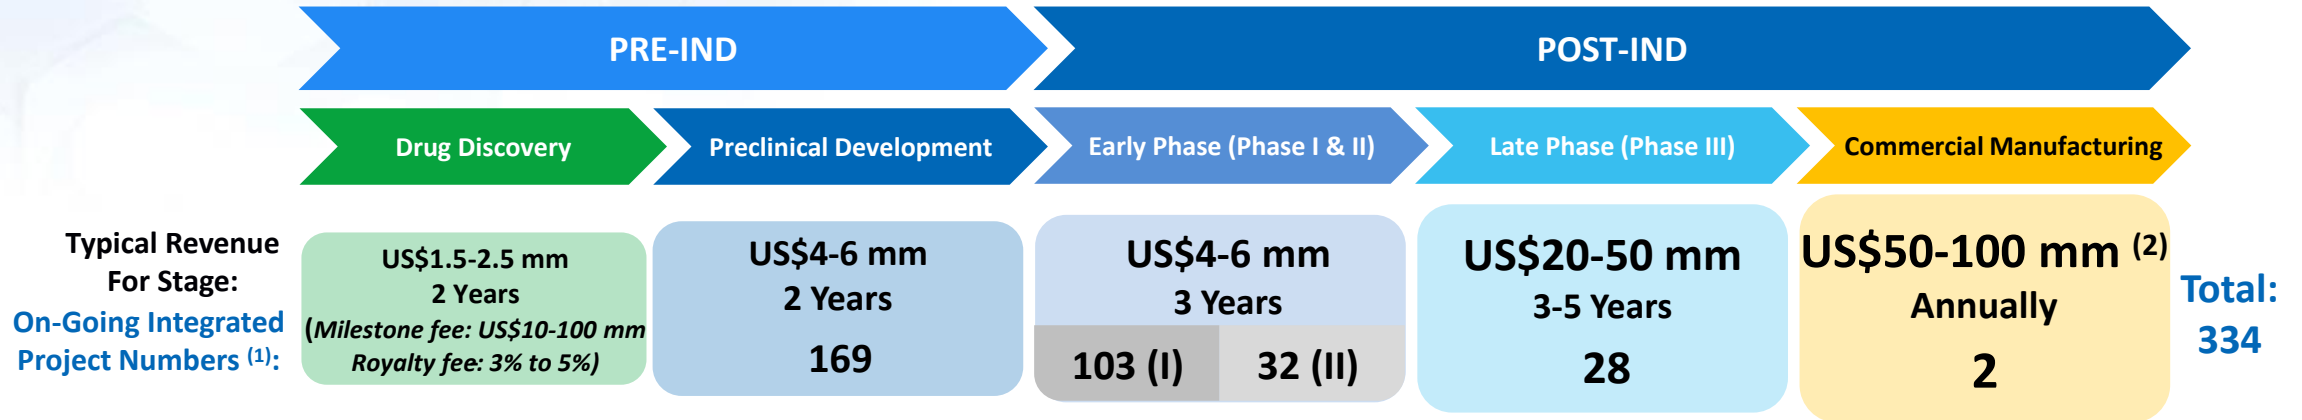 PRE-IND
POST-IND
Drug Discovery
Preclinical Development
Early Phase (Phase I & II)
Late Phase (Phase III)
Commercial Manufacturing
Typical Revenue
For Stage:
On-Going Integrated
Project Numbers (1):
US$1.5-2.5 mm
2 Years
(Milestone fee: US$10-100 mm
Royalty fee: 3% to 5%)
US$4-6 mm
2 Years
169
US$4-6 mm
3 Years
103 (I)
32 (II)
US$20-50 mm
3-5 Years
28
US$50-100 mm (2)
Annually
2
Total:
334